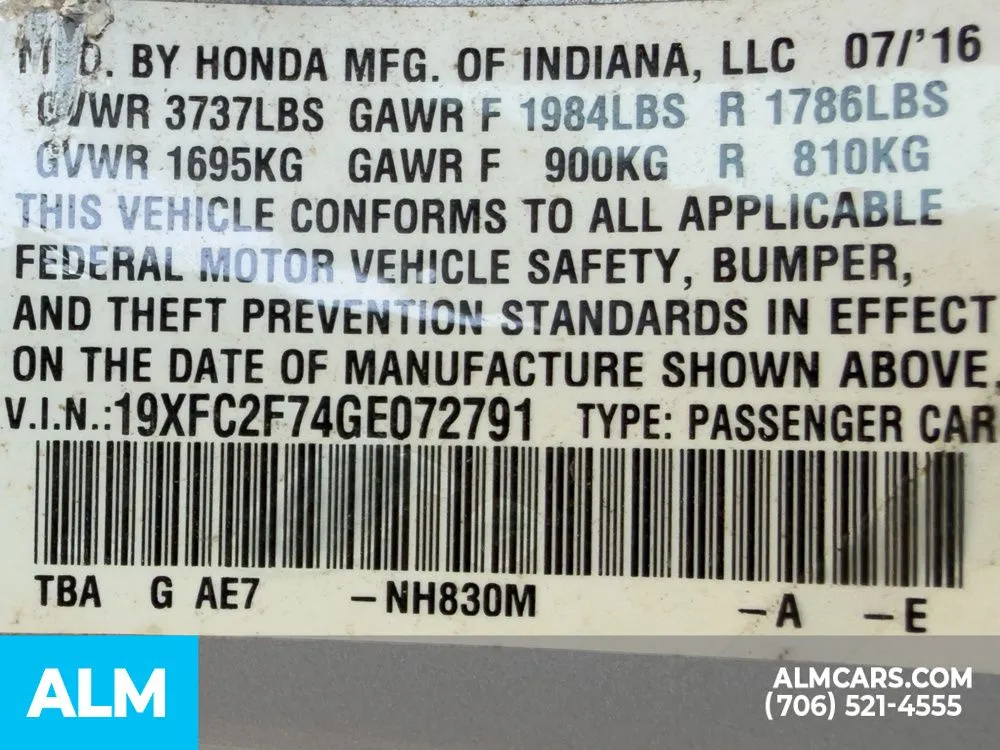 MFD. BY HONDA MFG. OF INDIANA, LLC 07/'16
GVWR 3737LBS GAWR F 1984LBS R 1786LBS
GVWR 1695KG GAWR F 900KG R 810KG
THIS VEHICLE CONFORMS TO ALL APPLICABLE
FEDERAL MOTOR VEHICLE SAFETY, BUMPER,
AND THEFT PREVENTION STANDARDS IN EFFECT
ON THE DATE OF MANUFACTURE SHOWN ABOVE.
V.I.N.:19XFC2F74GE072791 TYPE: PASSENGER CAR
TBA G AE7 –NH830M –A –E
ALM
ALMCARS.COM
(706) 521-4555